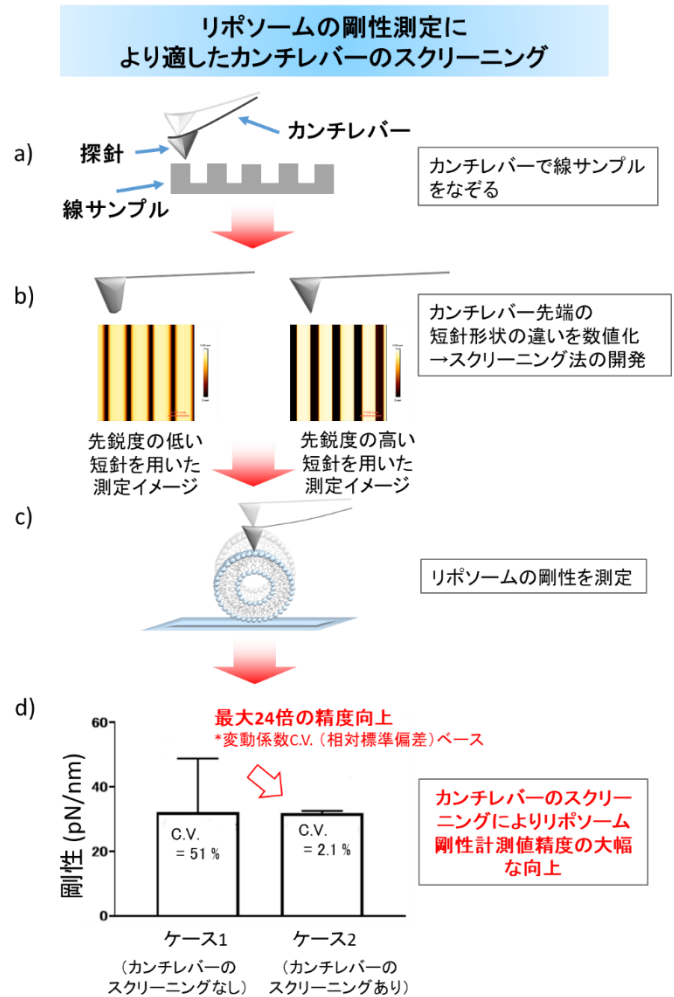 リポソームの剛性測定に
より適したカンチレバーのスクリーニング
a)
探針
カンチレバー
線サンプル
カンチレバーで線サンプル
をなぞる
b)
カンチレバー先端の
短針形状の違いを数値化
→スクリーニング法の開発
先鋭度の低い
短針を用いた
測定イメージ
先鋭度の高い
短針を用いた
測定イメージ
c)
リポソームの剛性を測定
d)
最大24倍の精度向上
*変動係数C.V.（相対標準偏差）ベース
剛性 (pN/nm)
60
40
20
0
C.V.
= 51 %
C.V.
= 2.1 %
ケース1
（カンチレバーの
スクリーニングなし）
ケース2
（カンチレバーの
スクリーニングあり）
カンチレバーのスクリー
ニングによりリポソーム
剛性計測値精度の大幅
な向上